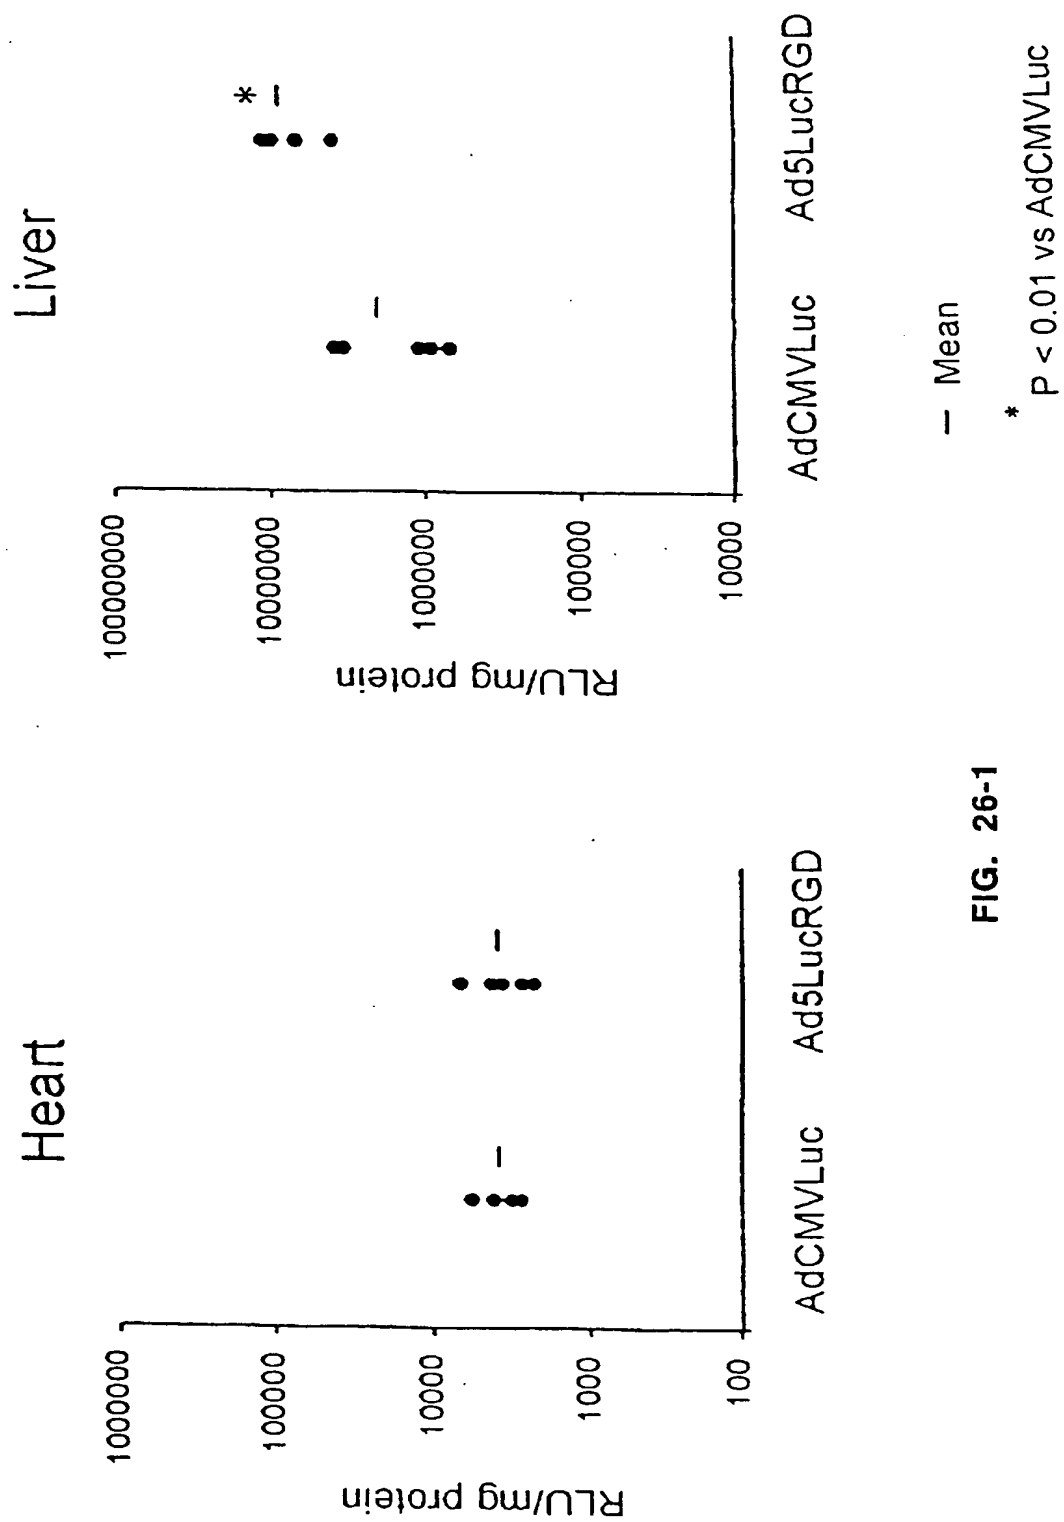 Heart
1000000
100000
10000
1000
100
RLU/mg protein
AdCMVLuc
Ad5LucRGD
Liver
100000000
10000000
1000000
100000
10000
RLU/mg protein
AdCMVLuc
Ad5LucRGD
*
– Mean
*
P < 0.01 vs AdCMVLuc
FIG. 26-1